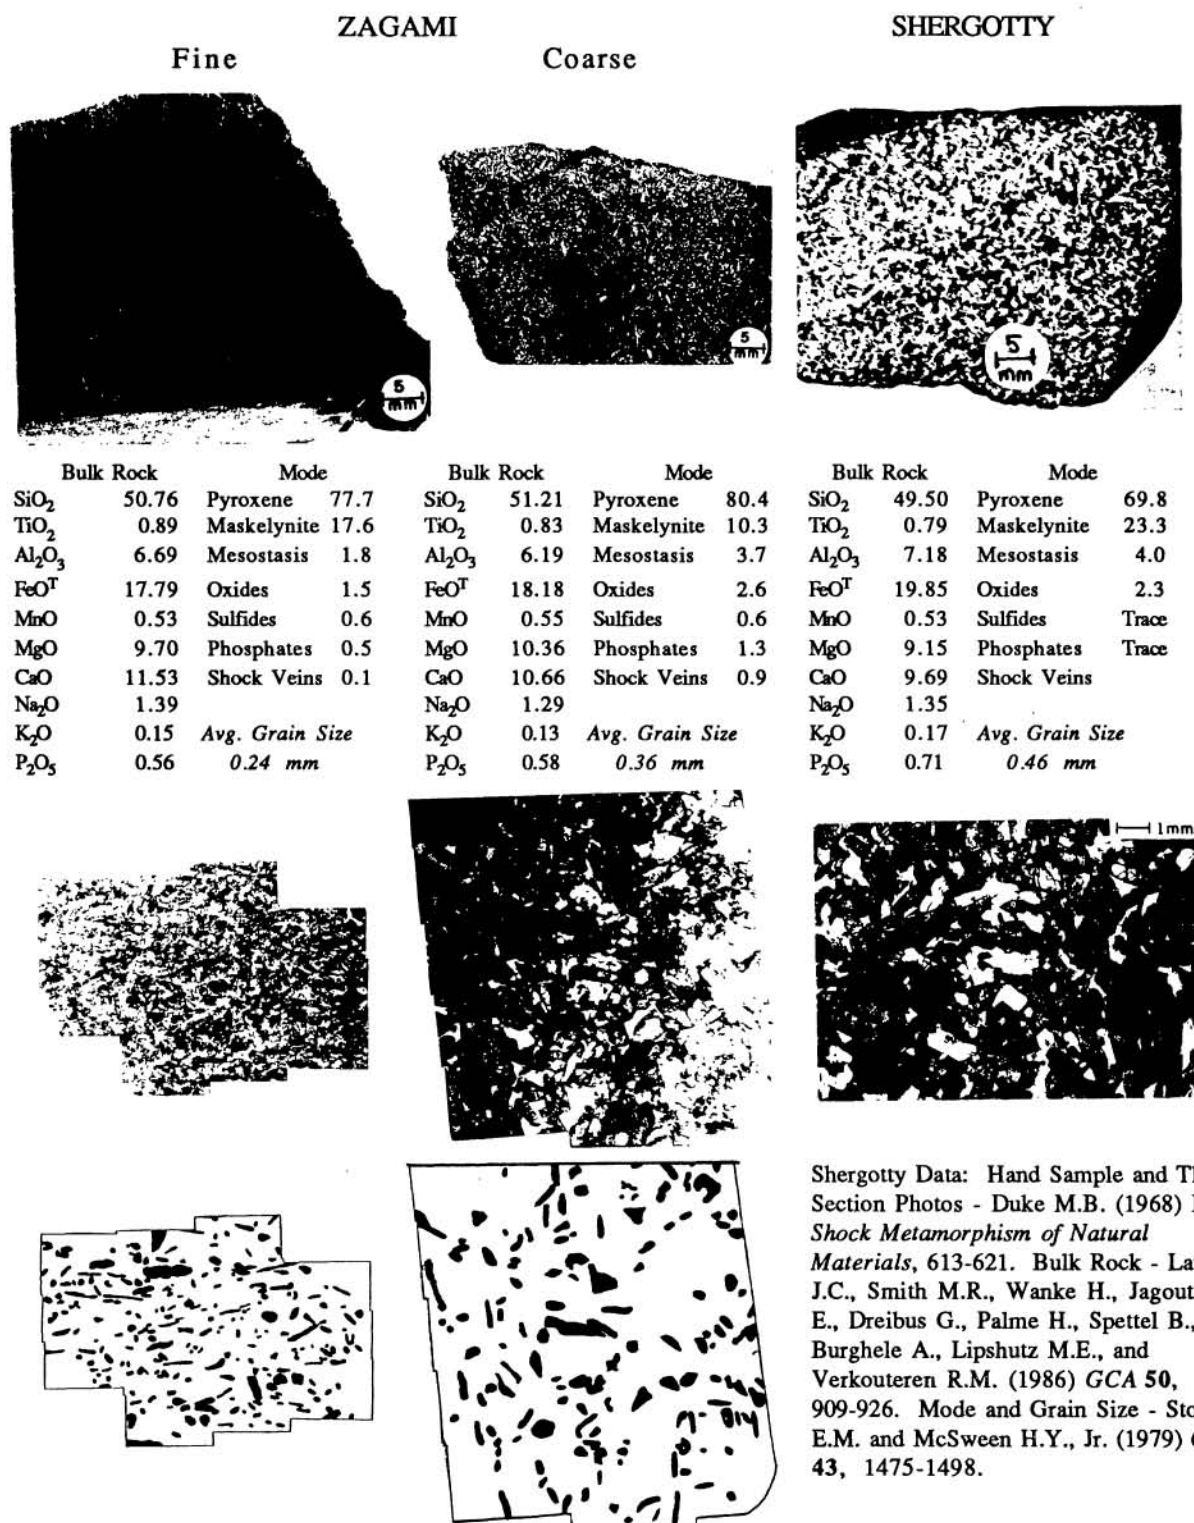 ZAGAMI
SHERGOTTY
Fine
Coarse
5
mm
5
mm
5
mm
Bulk Rock Mode
SiO₂ 50.76 Pyroxene 77.7
TiO₂ 0.89 Maskelynite 17.6
Al₂O₃ 6.69 Mesostasis 1.8
FeOᵀ 17.79 Oxides 1.5
MnO 0.53 Sulfides 0.6
MgO 9.70 Phosphates 0.5
CaO 11.53 Shock Veins 0.1
Na₂O 1.39
K₂O 0.15 Avg. Grain Size
P₂O₅ 0.56 0.24 mm
Bulk Rock Mode
SiO₂ 51.21 Pyroxene 80.4
TiO₂ 0.83 Maskelynite 10.3
Al₂O₃ 6.19 Mesostasis 3.7
FeOᵀ 18.18 Oxides 2.6
MnO 0.55 Sulfides 0.6
MgO 10.36 Phosphates 1.3
CaO 10.66 Shock Veins 0.9
Na₂O 1.29
K₂O 0.13 Avg. Grain Size
P₂O₅ 0.58 0.36 mm
Bulk Rock Mode
SiO₂ 49.50 Pyroxene 69.8
TiO₂ 0.79 Maskelynite 23.3
Al₂O₃ 7.18 Mesostasis 4.0
FeOᵀ 19.85 Oxides 2.3
MnO 0.53 Sulfides Trace
MgO 9.15 Phosphates Trace
CaO 9.69 Shock Veins
Na₂O 1.35
K₂O 0.17 Avg. Grain Size
P₂O₅ 0.71 0.46 mm
1mm
Shergotty Data: Hand Sample and
Section Photos - Duke M.B. (1968)
Shock Metamorphism of Natural
Materials, 613-621. Bulk Rock -
J.C., Smith M.R., Wanke H.,
E., Dreibus G., Palme H., Spettel B.,
Burghele A., Lipshutz M.E., and
Verkouteren R.M. (1986) GCA 50,
909-926. Mode and Grain Size -
E.M. and McSween H.Y., Jr. (1979)
43, 1475-1498.